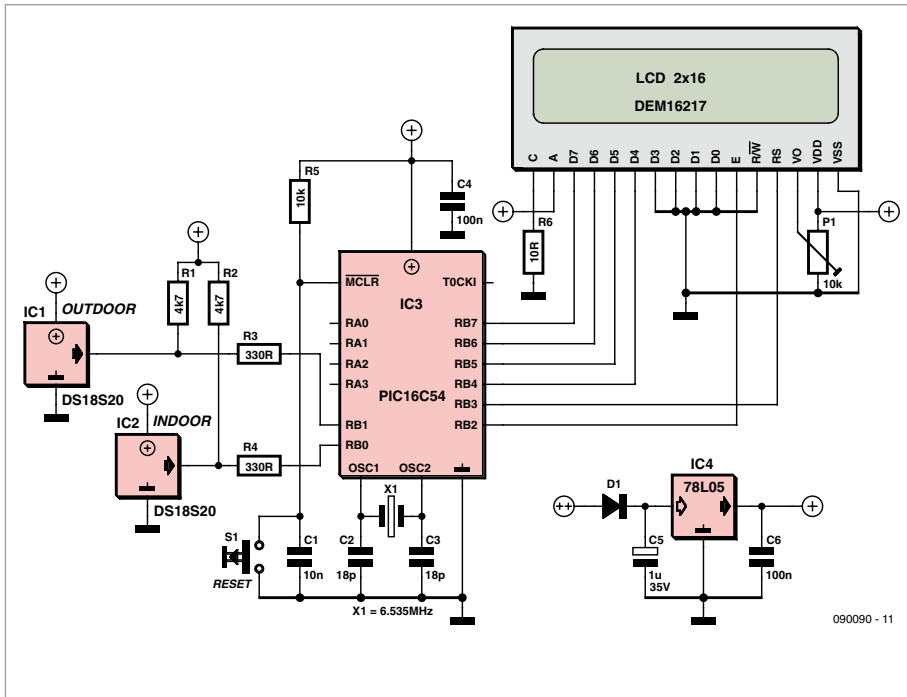 LCD 2x16
DEM16217
C A D7 D6 D5 D4 D3 D2 D1 D0 E R/W RS VO VDD VSS
R5
10k
C4
100n
R6
10R
P1
10k
R1
4k7
R2
4k7
IC1
OUTDOOR
DS18S20
IC2
INDOOR
DS18S20
R3
330R
R4
330R
MCLR
T0CKI
IC3
RA0
RA1
RA2
RA3
PIC16C54
RB7
RB6
RB5
RB4
RB3
RB2
RB1
RB0
OSC1
OSC2
X1
S1
RESET
C1
10n
C2
18p
C3
18p
X1 = 6.535MHz
D1
IC4
78L05
C5
1u
35V
C6
100n
090090 - 11